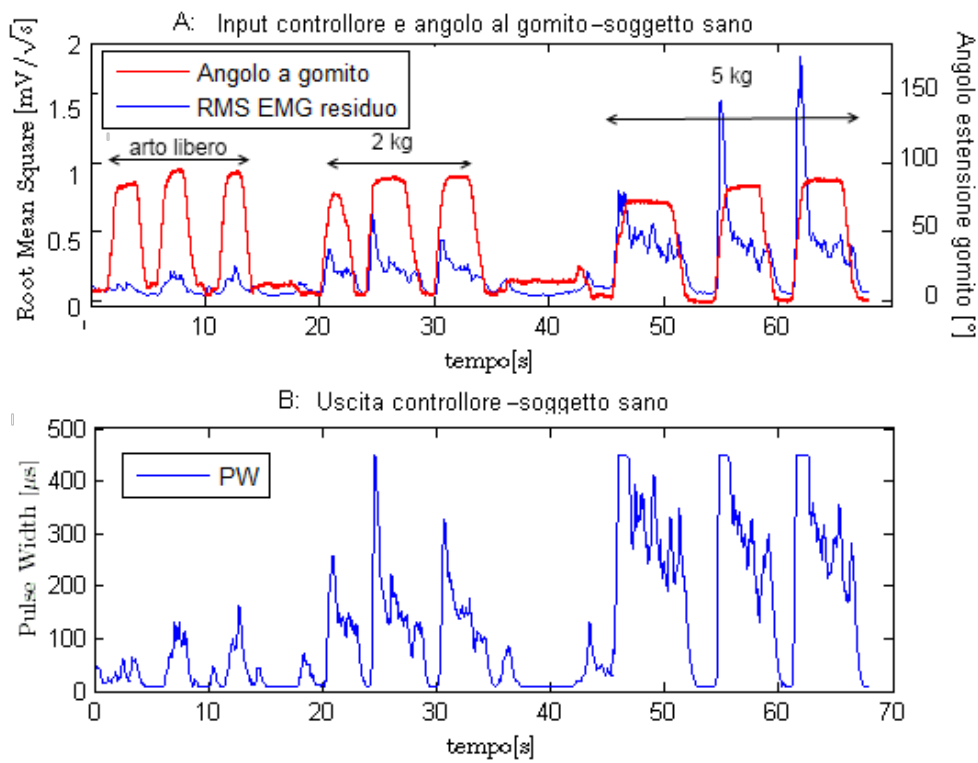 A: Input controllore e angolo al gomito –soggetto sano
Root Mean Square [mV/√s]
2
1.5
1
0.5
0
Angolo a gomito
RMS EMG residuo
arto libero
2 kg
5 kg
150
100
50
0
Angolo estensione gomito [°]
10 20 30 40 50 60
tempo[s]
B: Uscita controllore –soggetto sano
Pulse Width [µs]
500
400
300
200
100
0
PW
0 10 20 30 40 50 60 70
tempo[s]